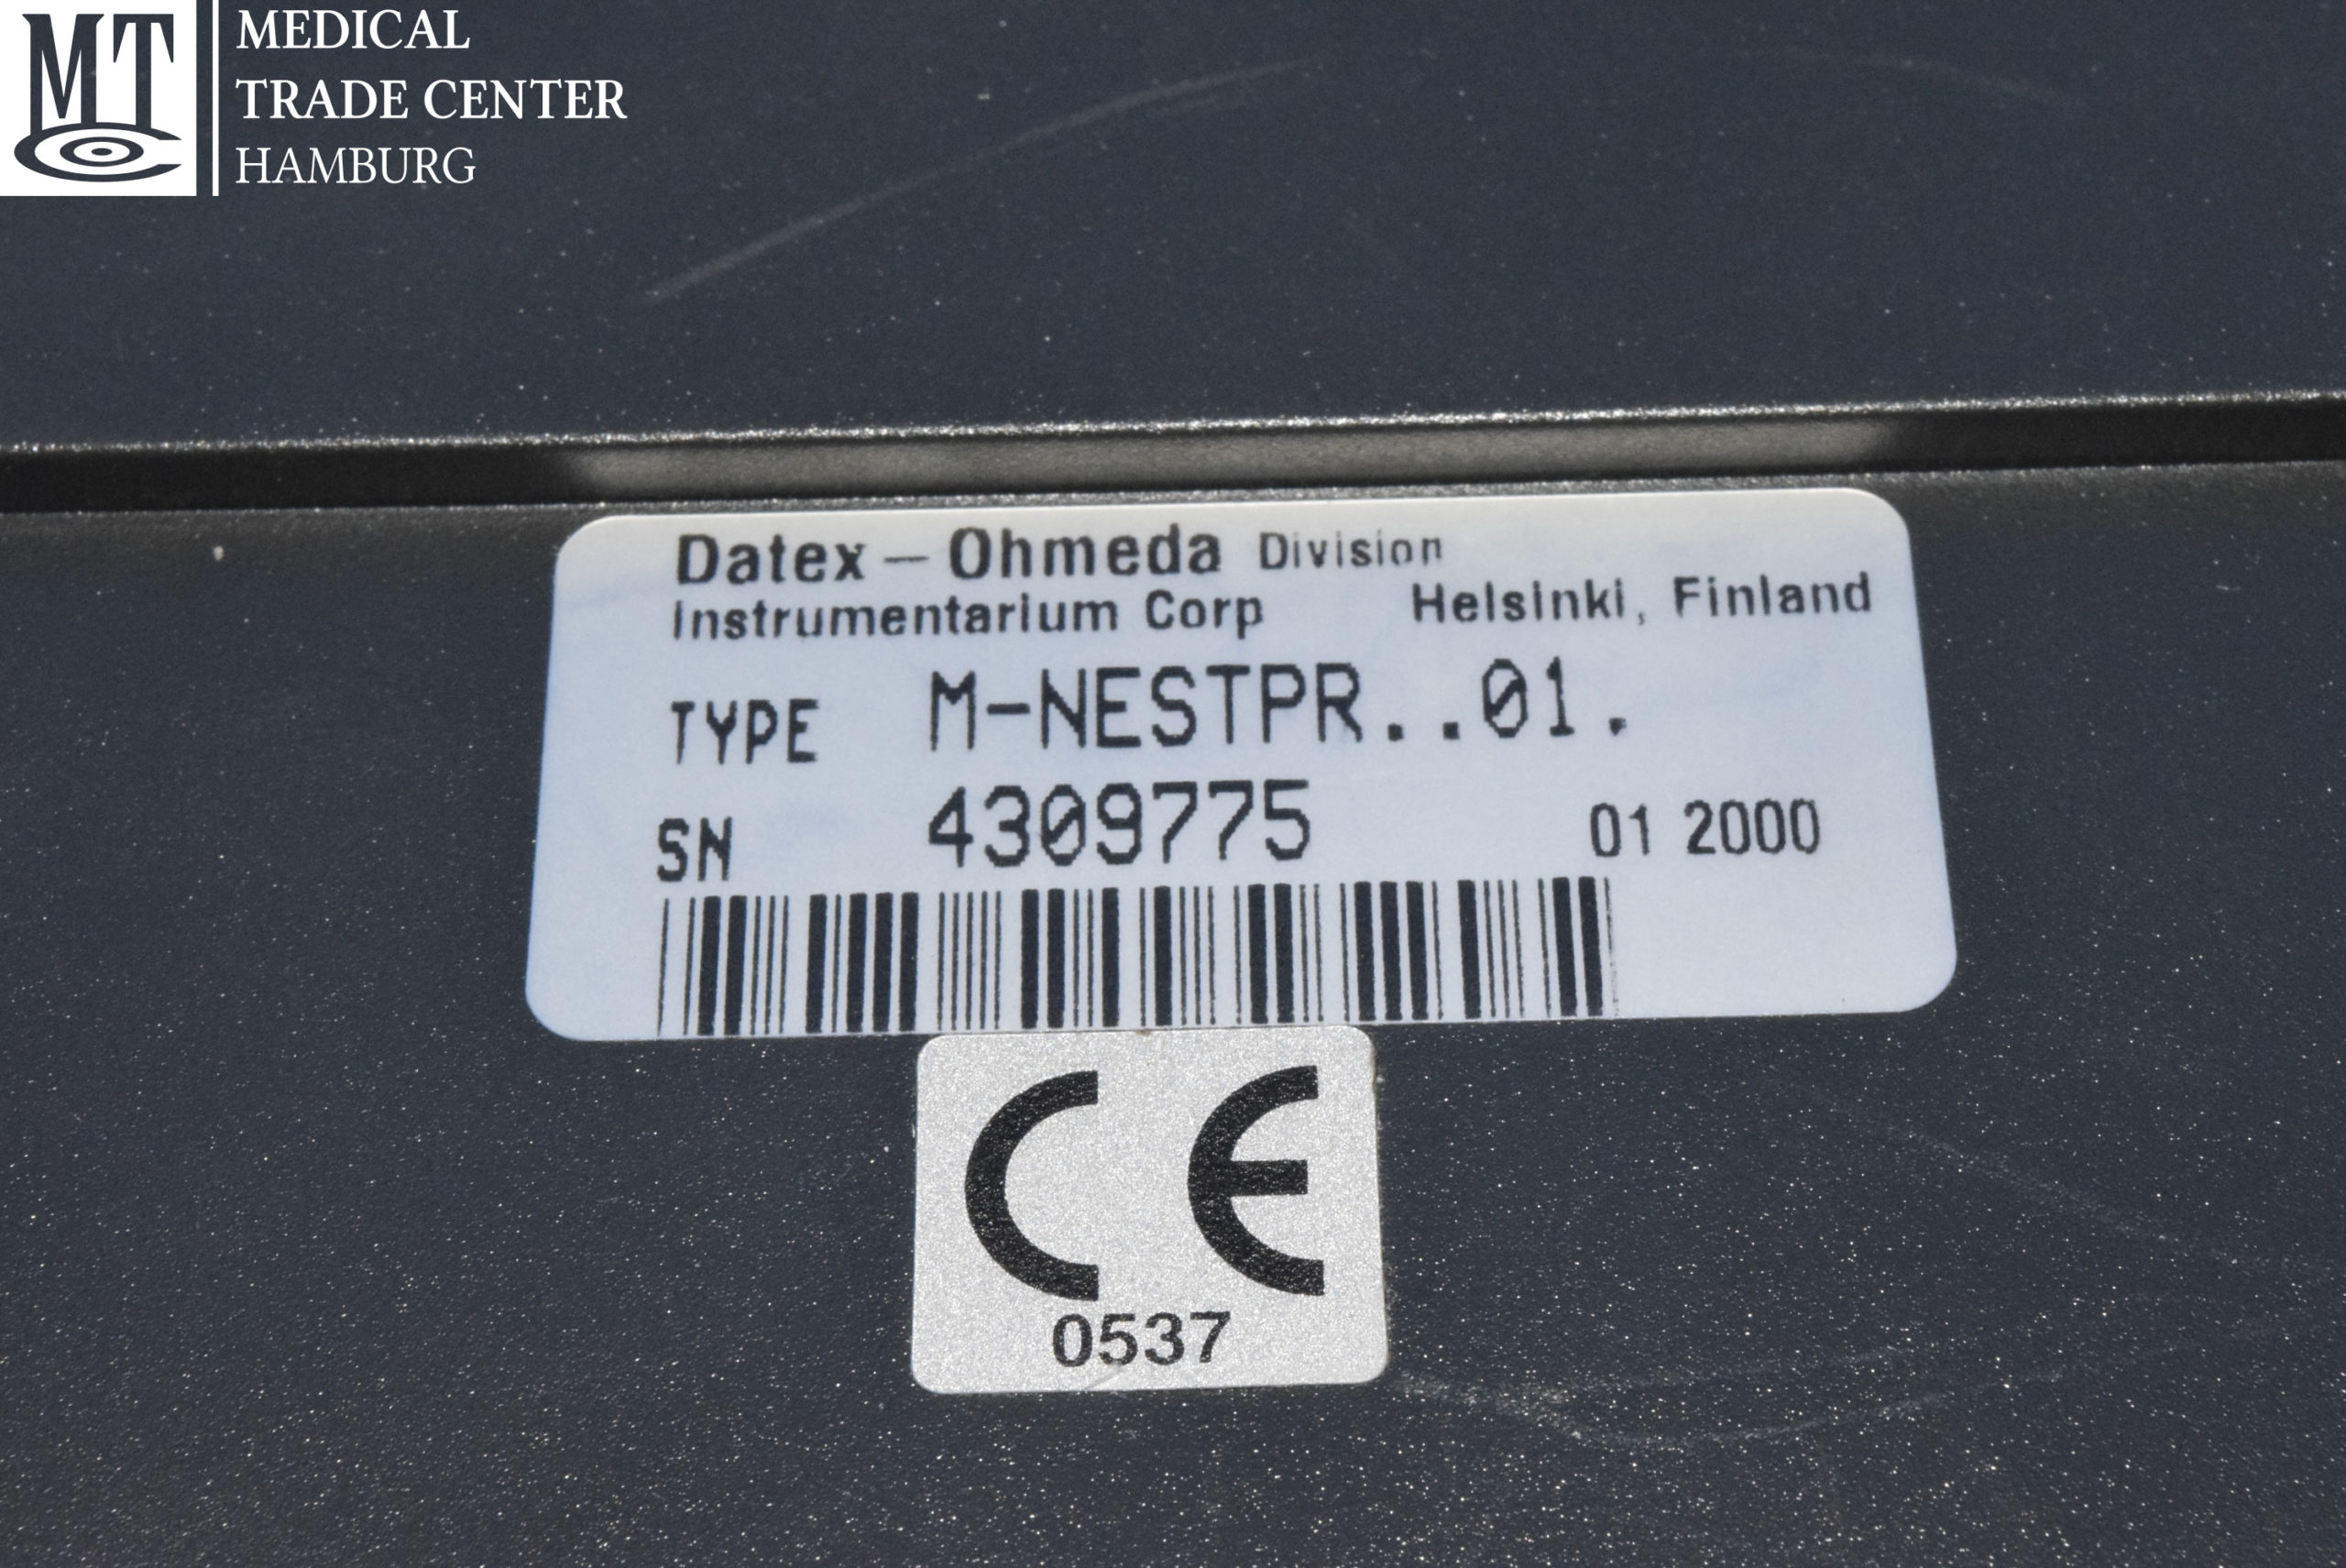 MTC
MEDICAL
TRADE CENTER
HAMBURG
Datex – Ohmeda Division
Instrumentarium Corp Helsinki, Finland
TYPE M-NESTPR..01.
SN 4309775 01 2000
CE
0537